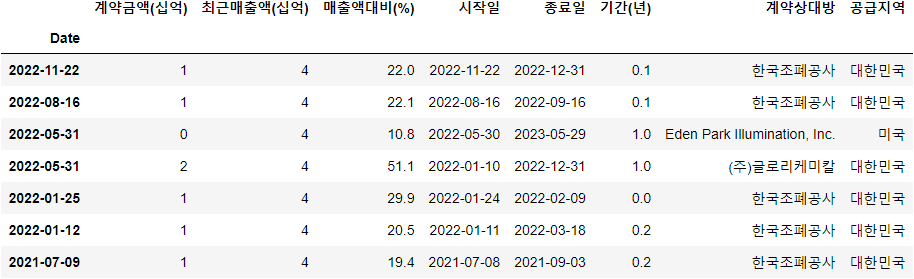 계약금액(십억) 최근매출액(십억) 매출액대비(%) 시작일 종료일 기간(년) 계약상대방 공급지역
Date
2022-11-22 1 4 22.0 2022-11-22 2022-12-31 0.1 한국조폐공사 대한민국
2022-08-16 1 4 22.1 2022-08-16 2022-09-16 0.1 한국조폐공사 대한민국
2022-05-31 0 4 10.8 2022-05-30 2023-05-29 1.0 Eden Park Illumination, Inc. 미국
2022-05-31 2 4 51.1 2022-01-10 2022-12-31 1.0 (주)글로리케미칼 대한민국
2022-01-25 1 4 29.9 2022-01-24 2022-02-09 0.0 한국조폐공사 대한민국
2022-01-12 1 4 20.5 2022-01-11 2022-03-18 0.2 한국조폐공사 대한민국
2021-07-09 1 4 19.4 2021-07-08 2021-09-03 0.2 한국조폐공사 대한민국